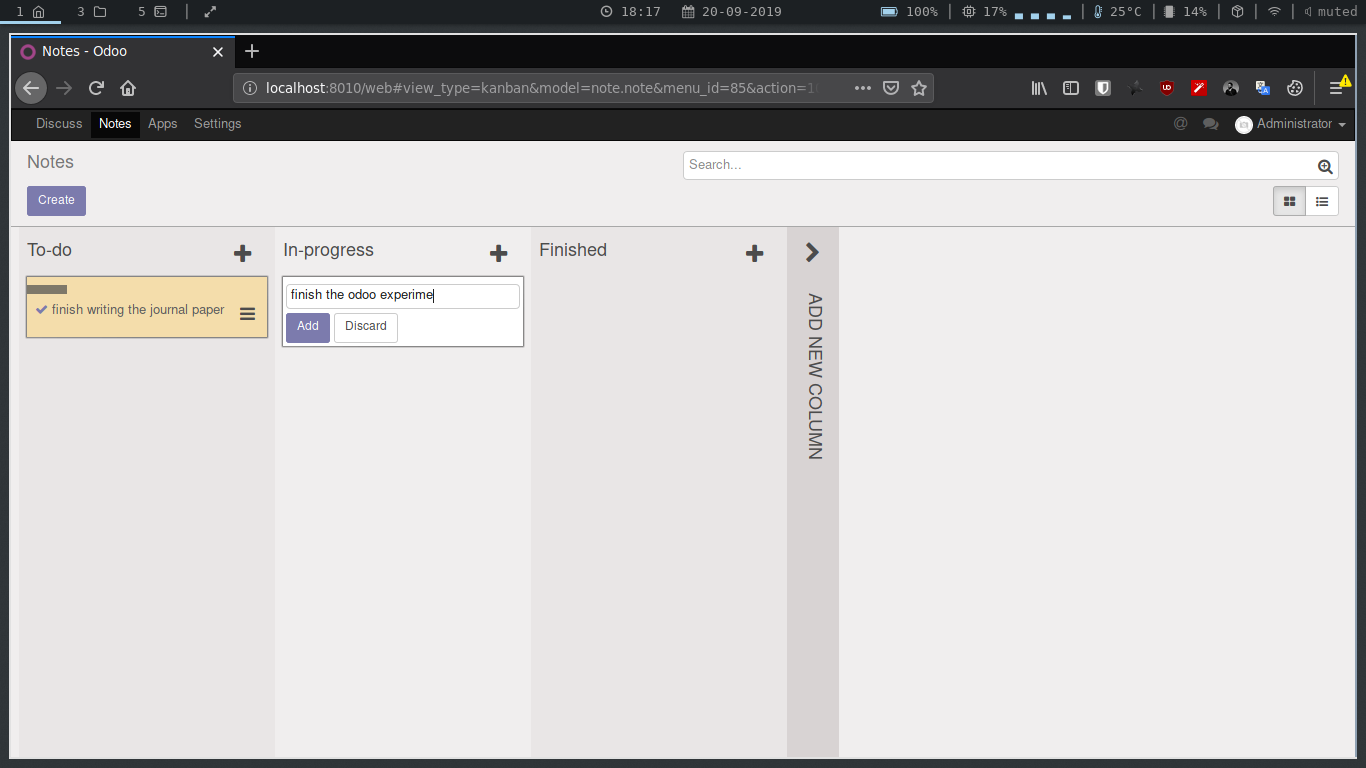 1 3 5 18:17 20-09-2019 100% 17% 25°C 14% muted
Notes - Odoo
localhost:8010/web#view_type=kanban&model=note.note&menu_id=85&action=1
Discuss Notes Apps Settings Administrator
Notes
Search...
Create
To-do In-progress Finished
finish writing the journal paper
finish the odoo experime
Add Discard
ADD NEW COLUMN